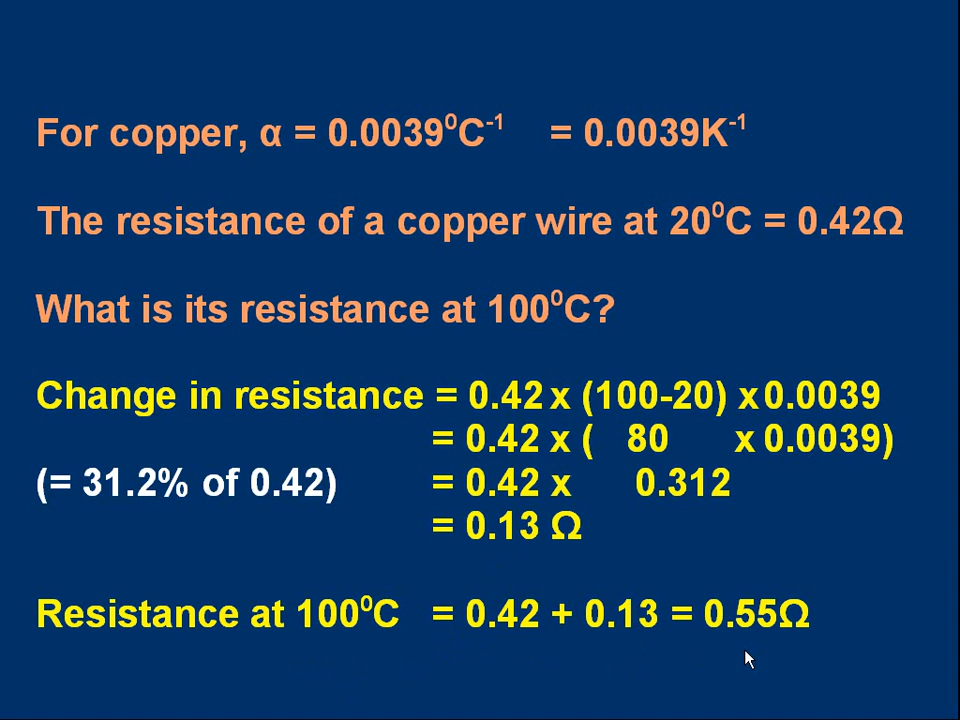 For copper, α = 0.0039⁰C⁻¹ = 0.0039K⁻¹
The resistance of a copper wire at 20⁰C = 0.42Ω
What is its resistance at 100⁰C?
Change in resistance = 0.42 x (100-20) x 0.0039
= 0.42 x ( 80 x 0.0039)
(= 31.2% of 0.42) = 0.42 x 0.312
= 0.13 Ω
Resistance at 100⁰C = 0.42 + 0.13 = 0.55Ω